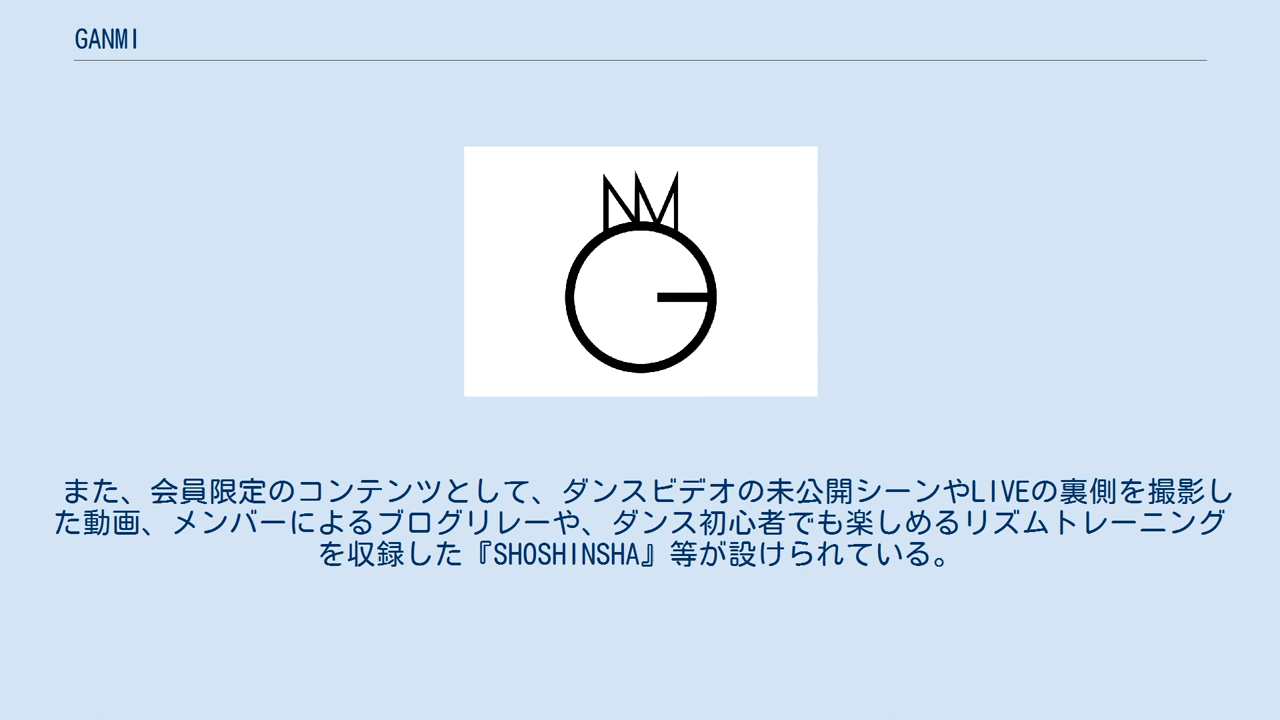 GANMI
また、会員限定のコンテンツとして、ダンスビデオの未公開シーンやLIVEの裏側を撮影し
た動画、メンバーによるブログリレーや、ダンス初心者でも楽しめるリズムトレーニング
を収録した『SHOSHINSHA』等が設けられている。